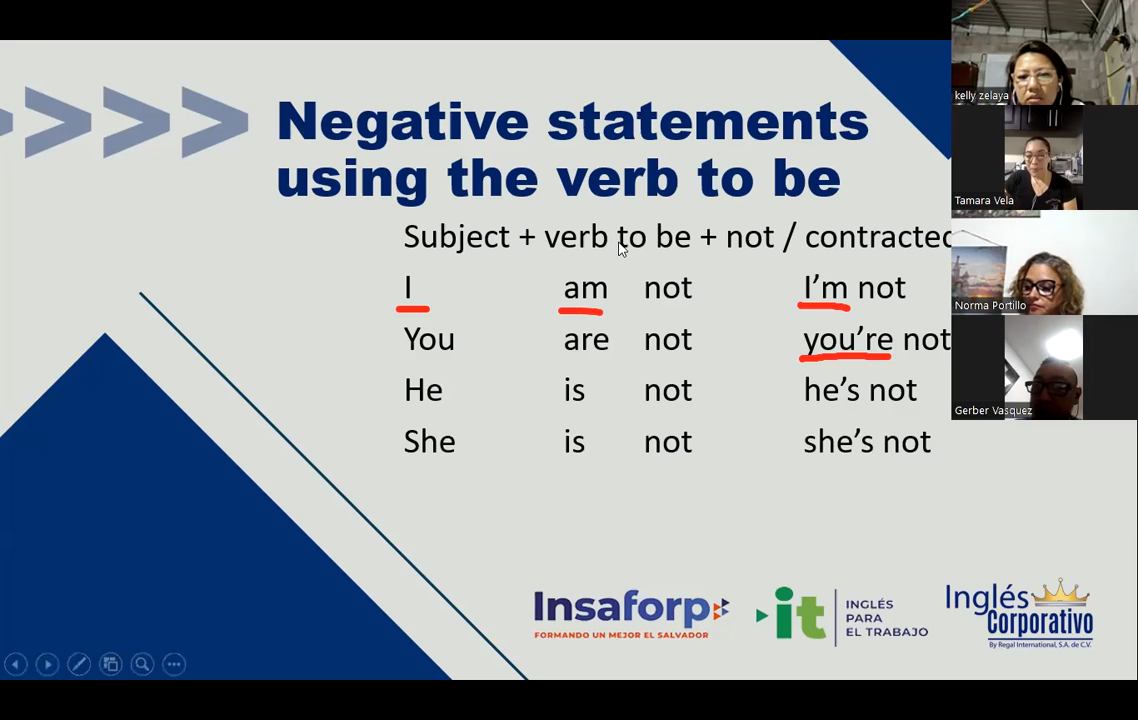 Negative statements
using the verb to be
Subject + verb to be + not / contracted
I am not I’m not
You are not you’re not
He is not he’s not
She is not she’s not
kelly zelaya
Tamara Vela
Norma Portillo
Gerber Vasquez
Insaforp
FORMANDO UN MEJOR EL SALVADOR
it
INGLÉS
PARA
EL TRABAJO
Inglés
Corporativo
By Regal International, S.A. de C.V.